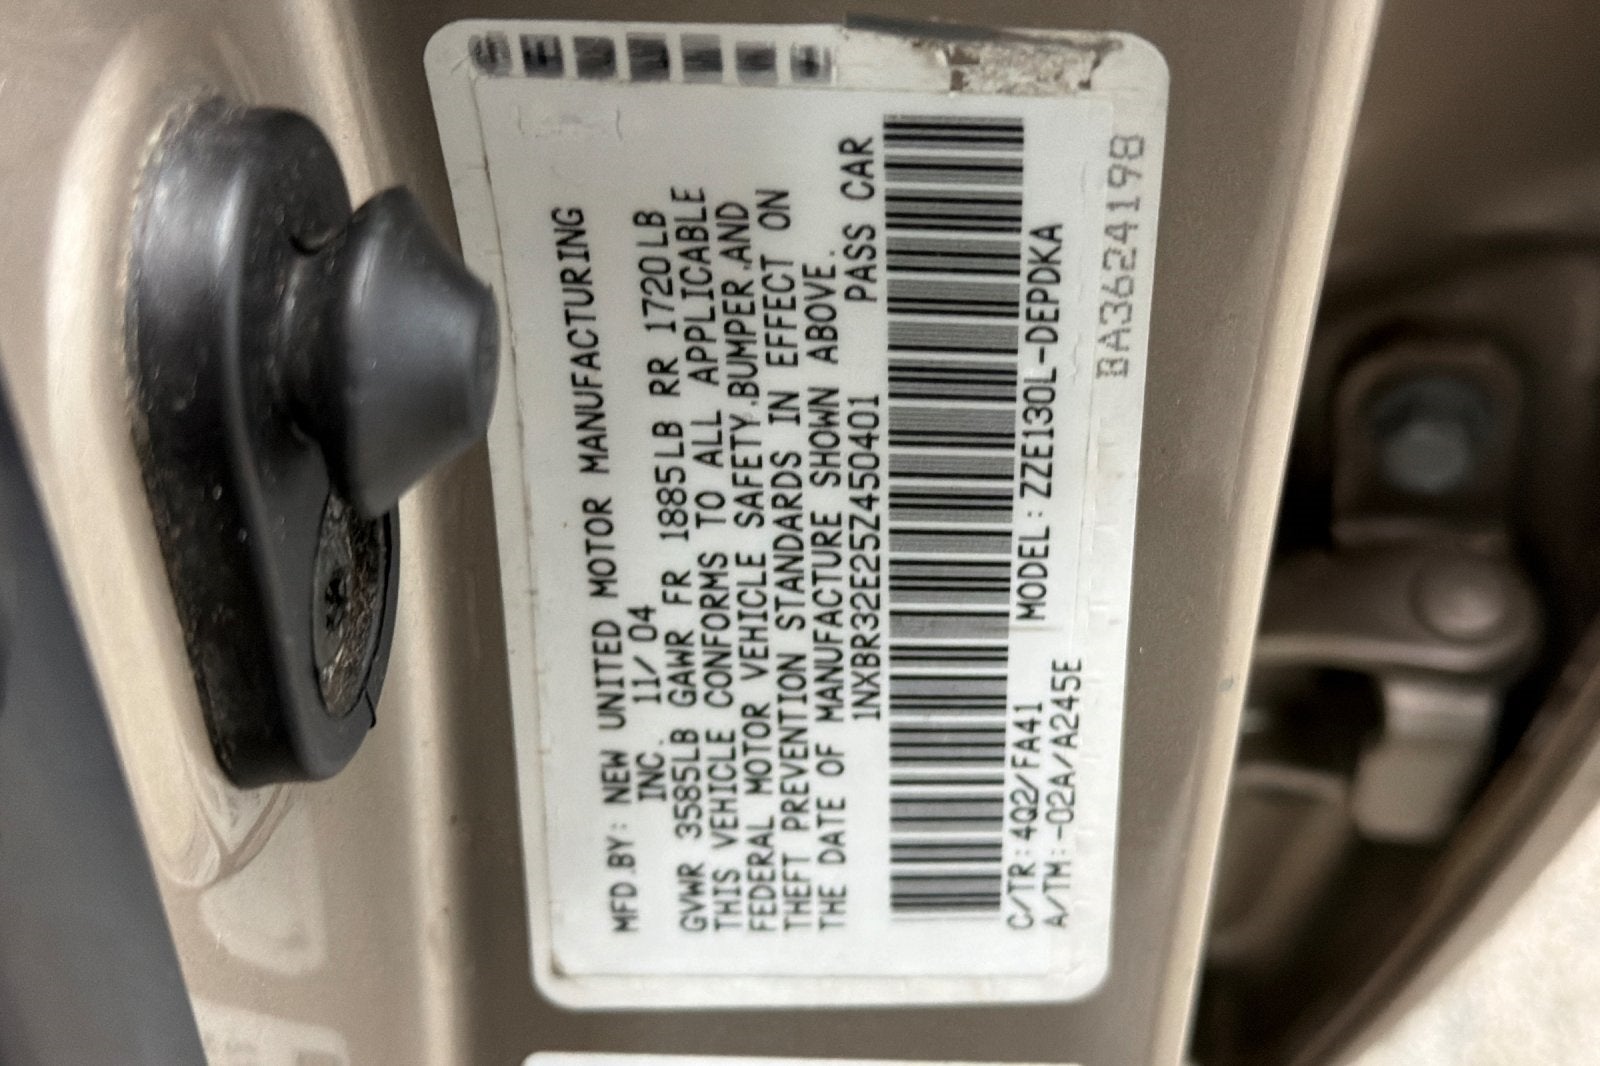 MFD.BY: NEW UNITED MOTOR MANUFACTURING
INC. 11/04
GVWR 3585LB GAWR FR 1885LB RR 1720LB
THIS VEHICLE CONFORMS TO ALL APPLICABLE
FEDERAL MOTOR VEHICLE SAFETY,BUMPER,AND
THEFT PREVENTION STANDARDS IN EFFECT ON
THE DATE OF MANUFACTURE SHOWN ABOVE.
1NXBR32E25Z450401 PASS CAR
C/TR:4Q2/FA41 MODEL:ZZE130L-DEPDKA
A/TM:-02A/A245E
BA3624198